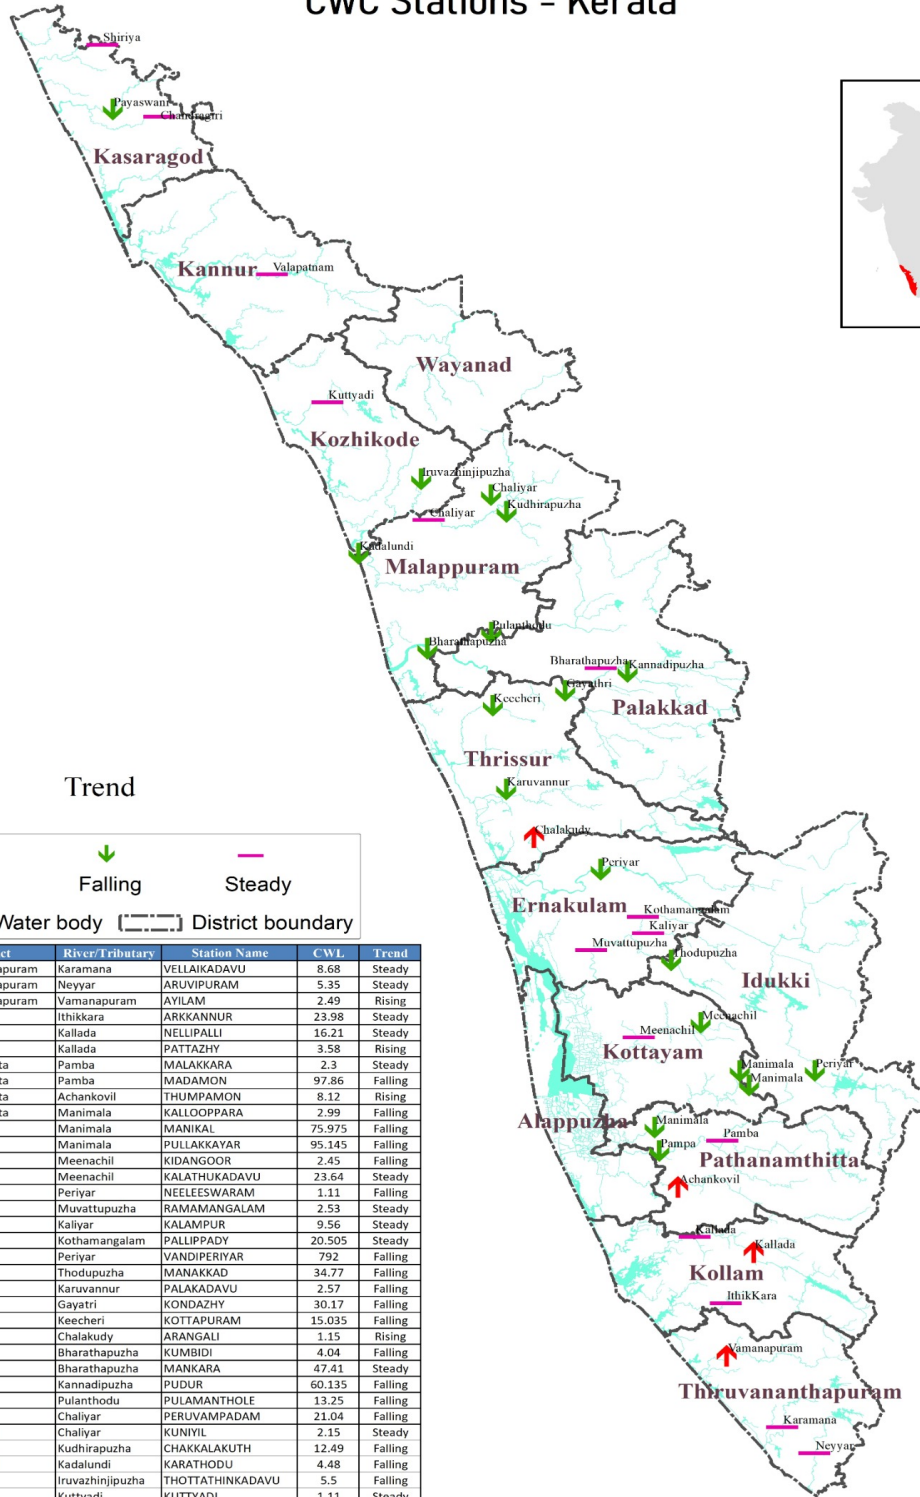 CWC Stations - Kerala
Shiriya
Payaswani
Chandragiri
Kasaragod
Kannur
Valapatnam
Wayanad
Kuttyadi
Kozhikode
Iruvazhinjipuzha
Chaliyar
Kudhirapuzha
Chaliyar
Kadalundi
Malappuram
Pulanthodu
Bharathapuzha
Bharathapuzha
Kannadipuzha
Gayathri
Keecheri
Palakkad
Thrissur
Karuvannur
Chalakudy
Periyar
Ernakulam
Kothamangalam
Kaliyar
Muvattupuzha
Thodupuzha
Idukki
Meenachil
Meenachil
Kottayam
Manimala
Periyar
Manimala
Alappuzha
Manimala
Pamba
Pampa
Pathanamthitta
Achankovil
Kallada
Kallada
Kollam
IthikKara
Vamanapuram
Thiruvananthapuram
Karamana
Neyyar
Trend
Falling Steady
Water body District boundary
River/Tributary Station Name CWL Trend
Karamana VELLAIKADAVU 8.68 Steady
Neyyar ARUVIPURAM 5.35 Steady
Vamanapuram AYILAM 2.49 Rising
Ithikkara ARKKANNUR 23.98 Steady
Kallada NELLIPALLI 16.21 Steady
Kallada PATTAZHY 3.58 Rising
Pamba MALAKKARA 2.3 Steady
Pamba MADAMON 97.86 Falling
Achankovil THUMPAMON 8.12 Rising
Manimala KALLOOPPARA 2.99 Falling
Manimala MANIKAL 75.975 Falling
Manimala PULLAKKAYAR 95.145 Falling
Meenachil KIDANGOOR 2.45 Falling
Meenachil KALATHUKADAVU 23.64 Steady
Periyar NEELEESWARAM 1.11 Falling
Muvattupuzha RAMAMANGALAM 2.53 Steady
Kaliyar KALAMPUR 9.56 Steady
Kothamangalam PALLIPPADY 20.505 Steady
Periyar VANDIPERIYAR 792 Falling
Thodupuzha MANAKKAD 34.77 Falling
Karuvannur PALAKADAVU 2.57 Falling
Gayatri KONDAZHY 30.17 Falling
Keecheri KOTTAPURAM 15.035 Falling
Chalakudy ARANGALI 1.15 Rising
Bharathapuzha KUMBIDI 4.04 Falling
Bharathapuzha MANKARA 47.41 Steady
Kannadipuzha PUDUR 60.135 Falling
Pulanthodu PULAMANTHOLE 13.25 Falling
Chaliyar PERUVAMPADAM 21.04 Falling
Chaliyar KUNIYIL 2.15 Steady
Kudhirapuzha CHAKKALAKUTH 12.49 Falling
Kadalundi KARATHODU 4.48 Falling
Iruvazhinjipuzha THOTTATHINKADAVU 5.5 Falling
Kuttyadi KUTTYADI 1.11 Steady